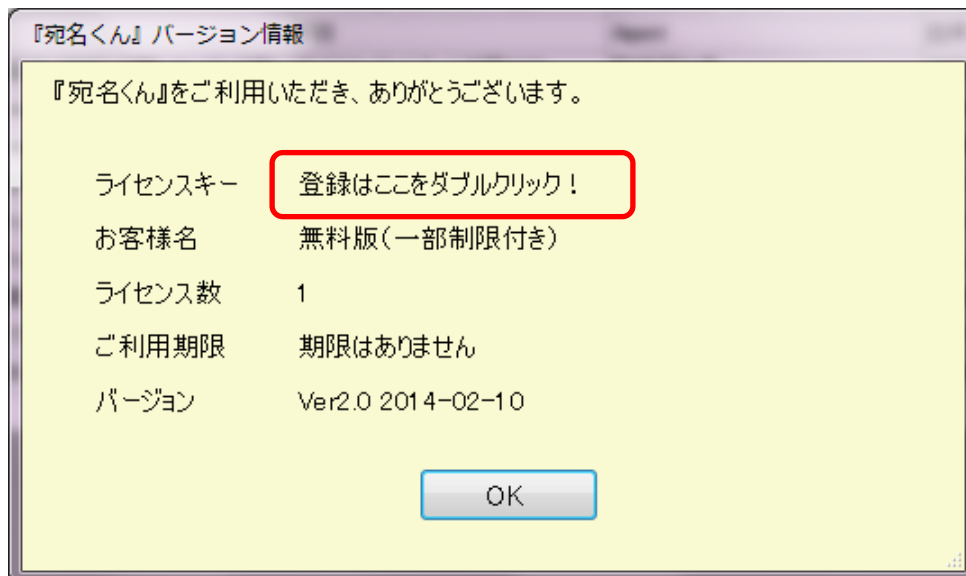 『宛名くん』バージョン情報
『宛名くん』をご利用いただき、ありがとうございます。
ライセンスキー 登録はここをダブルクリック！
お客様名 無料版(一部制限付き)
ライセンス数 1
ご利用期限 期限はありません
バージョン Ver2.0 2014-02-10
OK